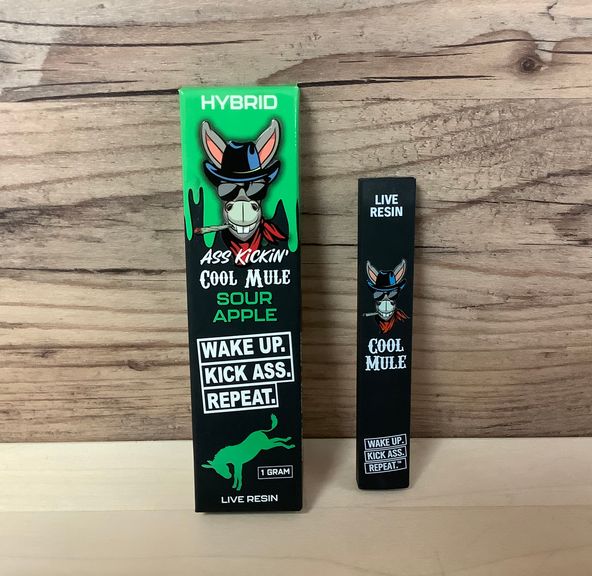 HYBRID
ASS KICKIN'
COOL MULE
SOUR
APPLE
WAKE UP.
KICK ASS.
REPEAT.
1 GRAM
LIVE RESIN
LIVE
RESIN
COOL
MULE
WAKE UP.
KICK ASS.
REPEAT.™